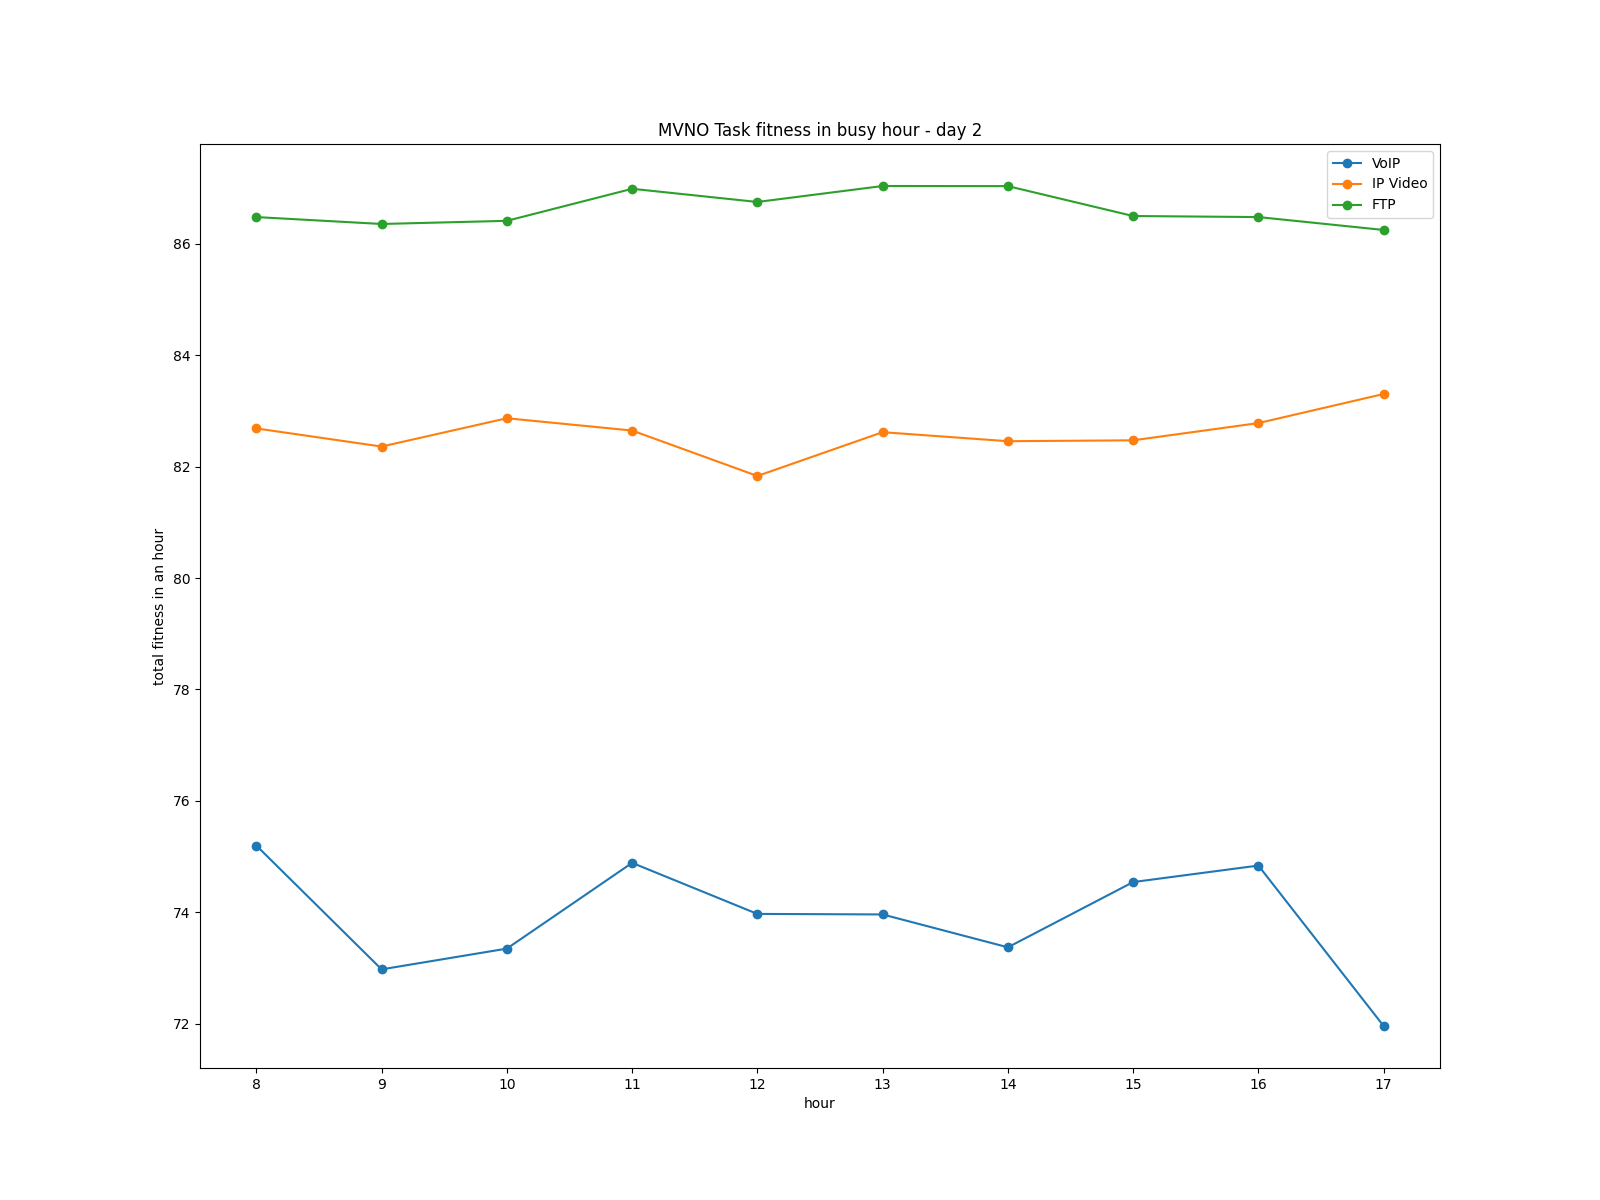 MVNO Task fitness in busy hour - day 2
VoIP
IP Video
FTP
86
84
82
80
78
76
74
72
total fitness in an hour
8 9 10 11 12 13 14 15 16 17
hour